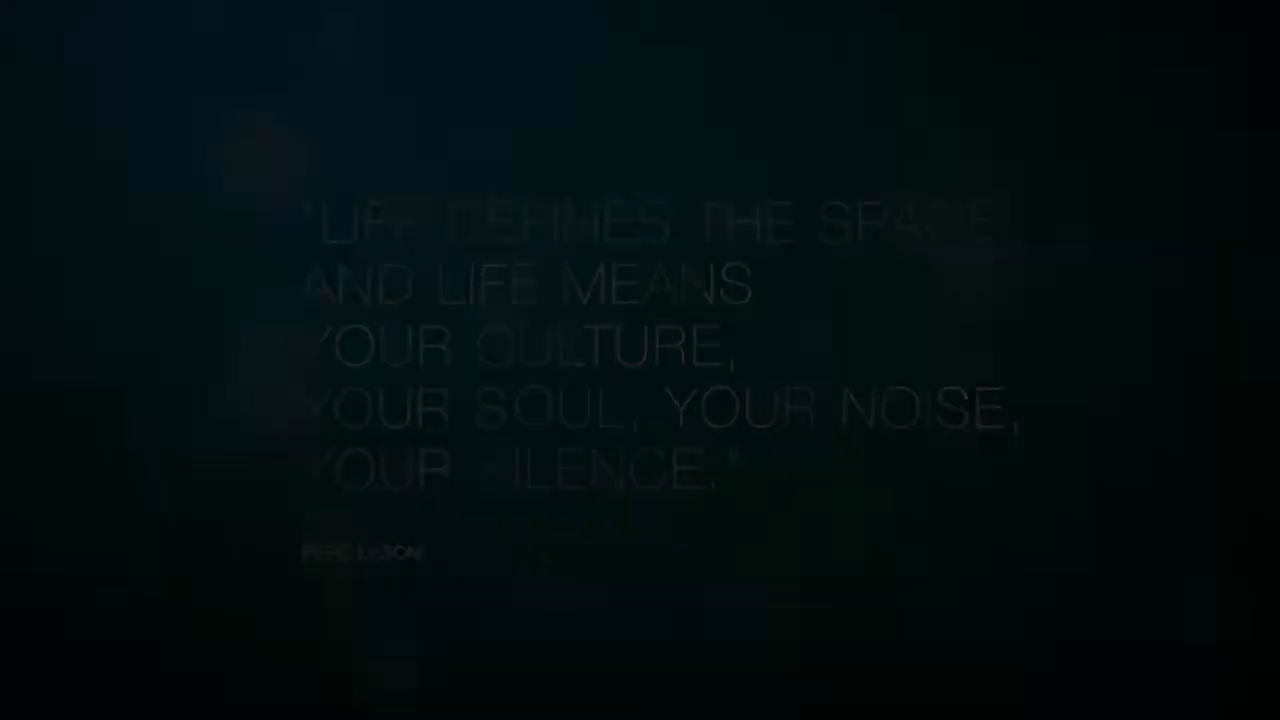 "LIFE DEFINES THE SPACE
AND LIFE MEANS
YOUR CULTURE,
YOUR SOUL, YOUR NOISE,
YOUR SILENCE."